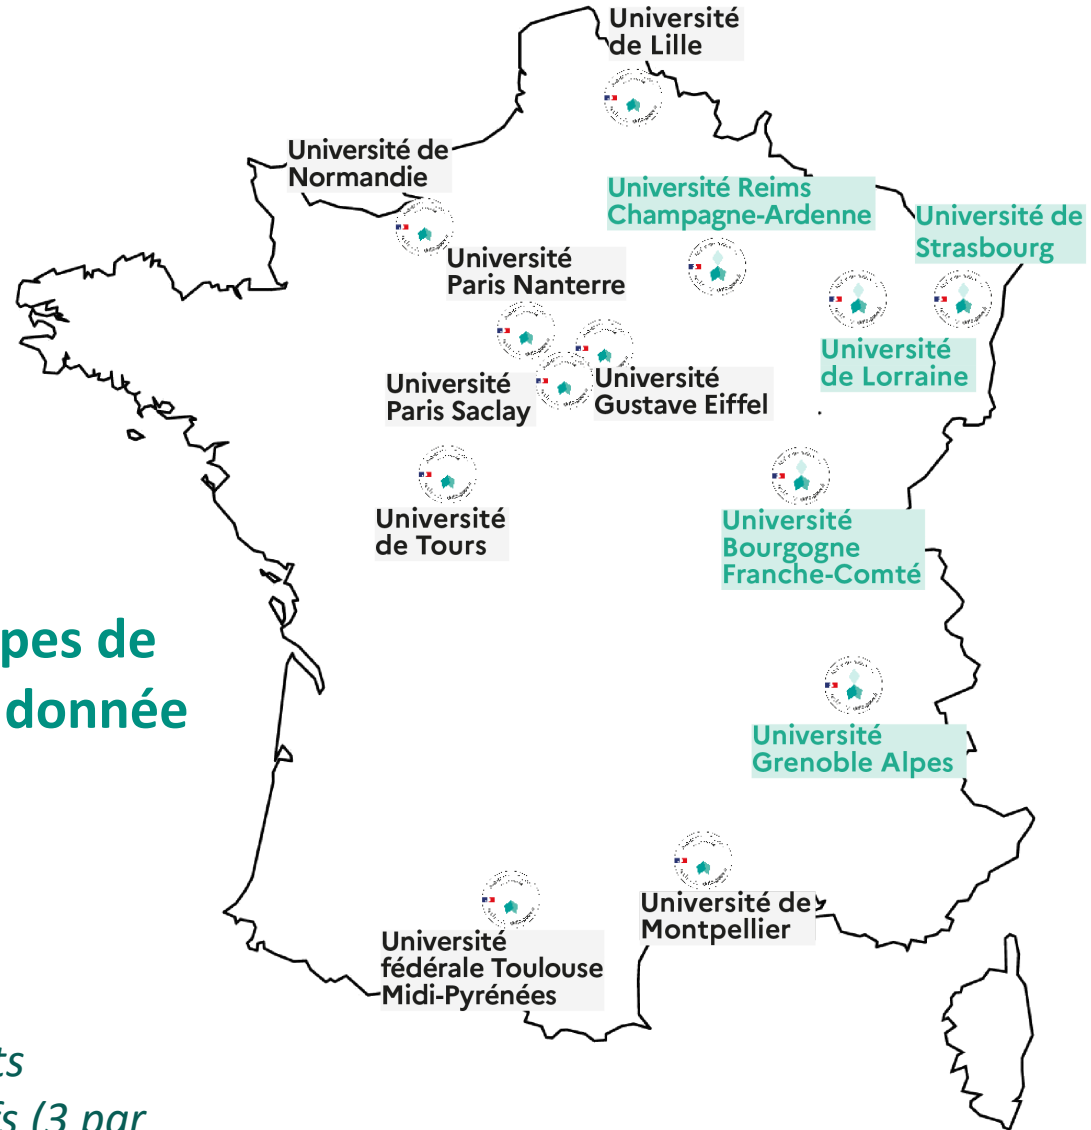 Université
de Lille
Université de
Normandie
Université Reims
Champagne-Ardenne
Université de
Strasbourg
Université
Paris Nanterre
Université
de Lorraine
Université
Paris Saclay
Université
Gustave Eiffel
Université
de Tours
Université
Bourgogne
Franche-Comté
pes de
donnée
Université
Grenoble Alpes
Université de
Montpellier
Université
fédérale Toulouse
Midi-Pyrénées
ts
fs (3 par